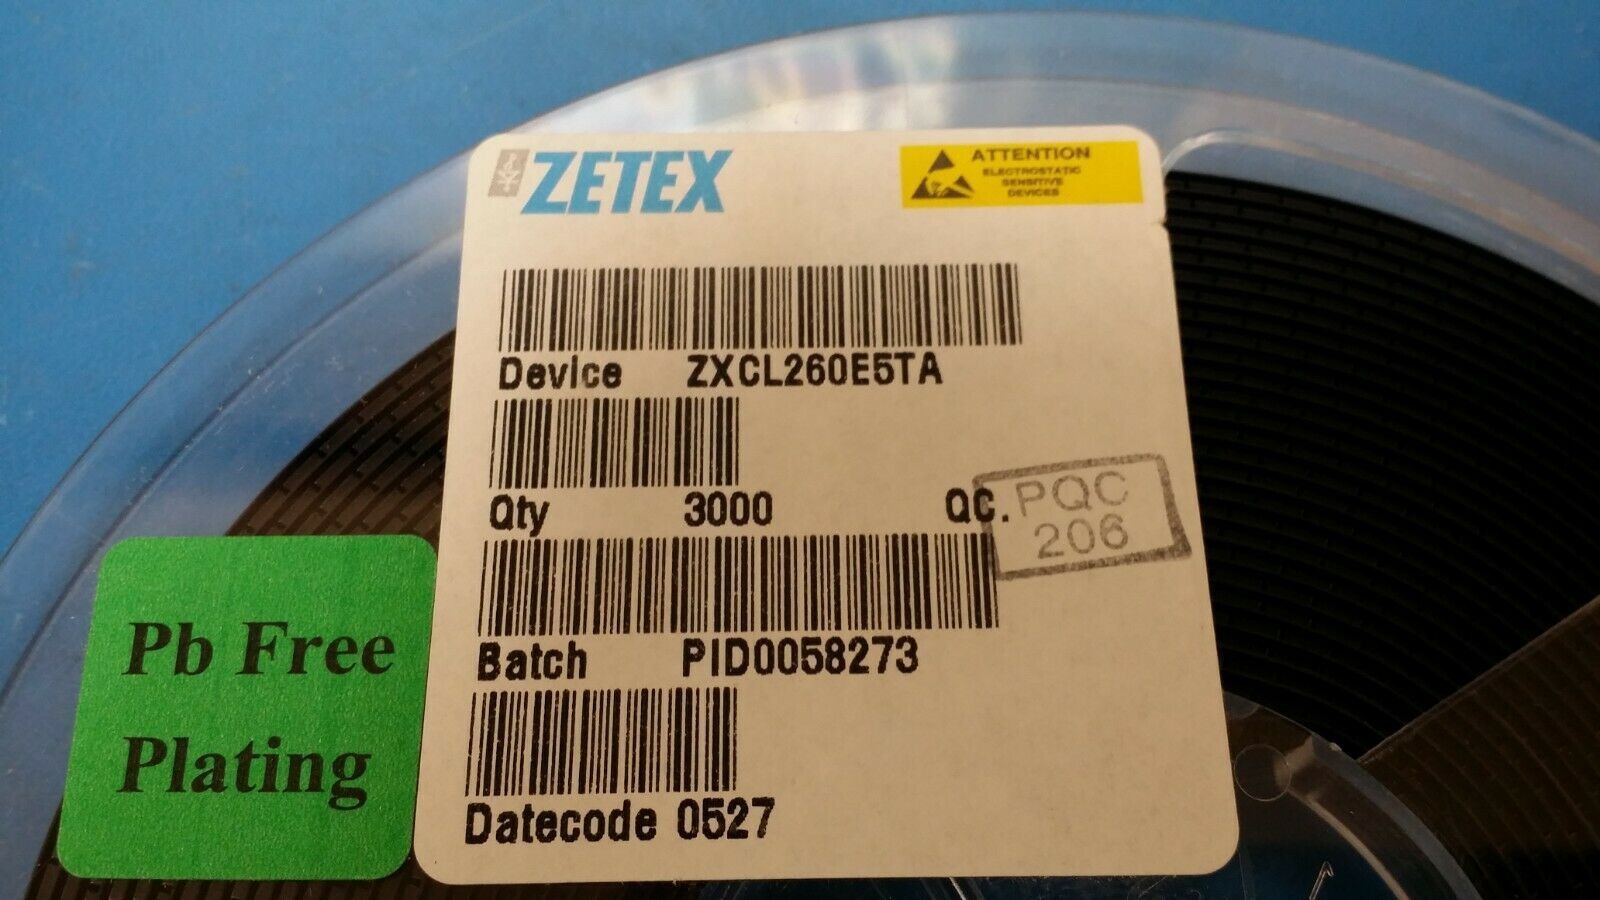 ZETEX
ATTENTION
ELECTROSTATIC
SENSITIVE
DEVICES
Device ZXCL260E5TA
Qty 3000 QC.
PQC
206
Batch PID0058273
Datecode 0527
Pb Free
Plating